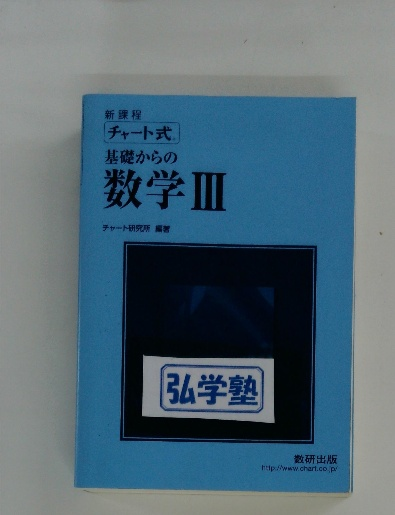 新課程
チャート式®
基礎からの
数学III
チャート研究所 編著
弘学塾
数研出版
http://www.chart.co.jp/